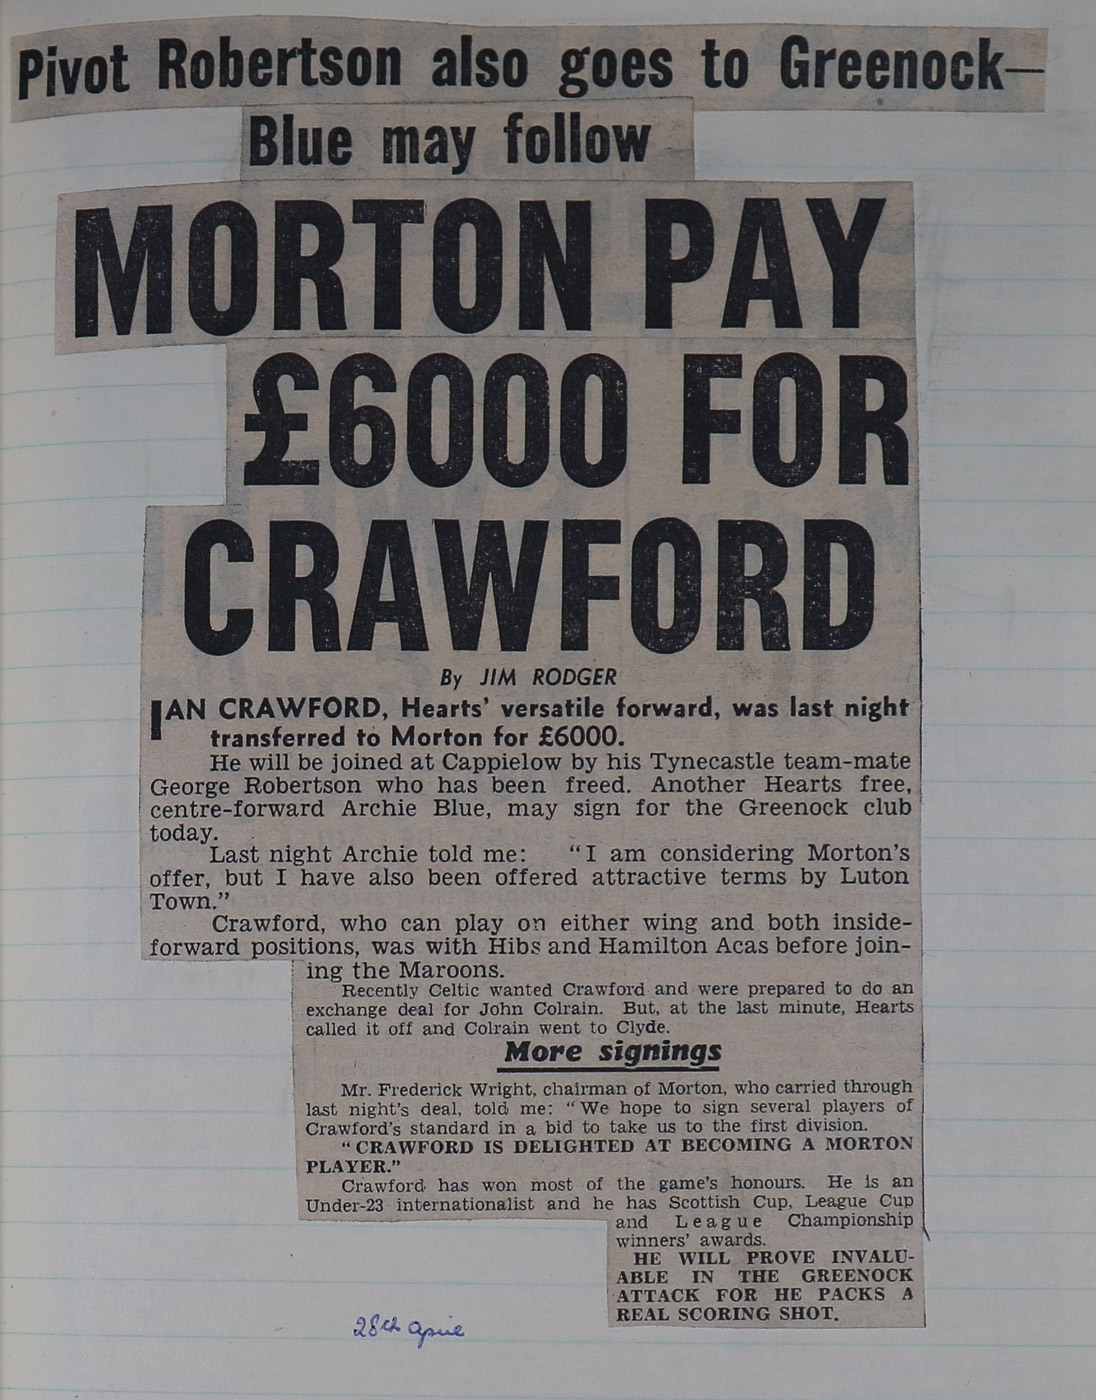 Pivot Robertson also goes to Greenock—
Blue may follow
MORTON PAY
£6000 FOR
CRAWFORD
By JIM RODGER
IAN CRAWFORD, Hearts' versatile forward, was last night
transferred to Morton for £6000.
He will be joined at Cappielow by his Tynecastle team-mate
George Robertson who has been freed. Another Hearts free,
centre-forward Archie Blue, may sign for the Greenock club
today.
Last night Archie told me: "I am considering Morton's
offer, but I have also been offered attractive terms by Luton
Town."
Crawford, who can play on either wing and both inside-
forward positions, was with Hibs and Hamilton Acas before join-
ing the Maroons.
Recently Celtic wanted Crawford and were prepared to do an
exchange deal for John Colrain. But, at the last minute, Hearts
called it off and Colrain went to Clyde.
More signings
Mr. Frederick Wright, chairman of Morton, who carried through
last night's deal, told me: "We hope to sign several players of
Crawford's standard in a bid to take us to the first division.
"CRAWFORD IS DELIGHTED AT BECOMING A MORTON
PLAYER."
Crawford has won most of the game's honours. He is an
Under-23 internationalist and he has Scottish Cup, League Cup
and League Championship
winners' awards.
HE WILL PROVE INVALU-
ABLE IN THE GREENOCK
ATTACK FOR HE PACKS A
REAL SCORING SHOT.
28th April